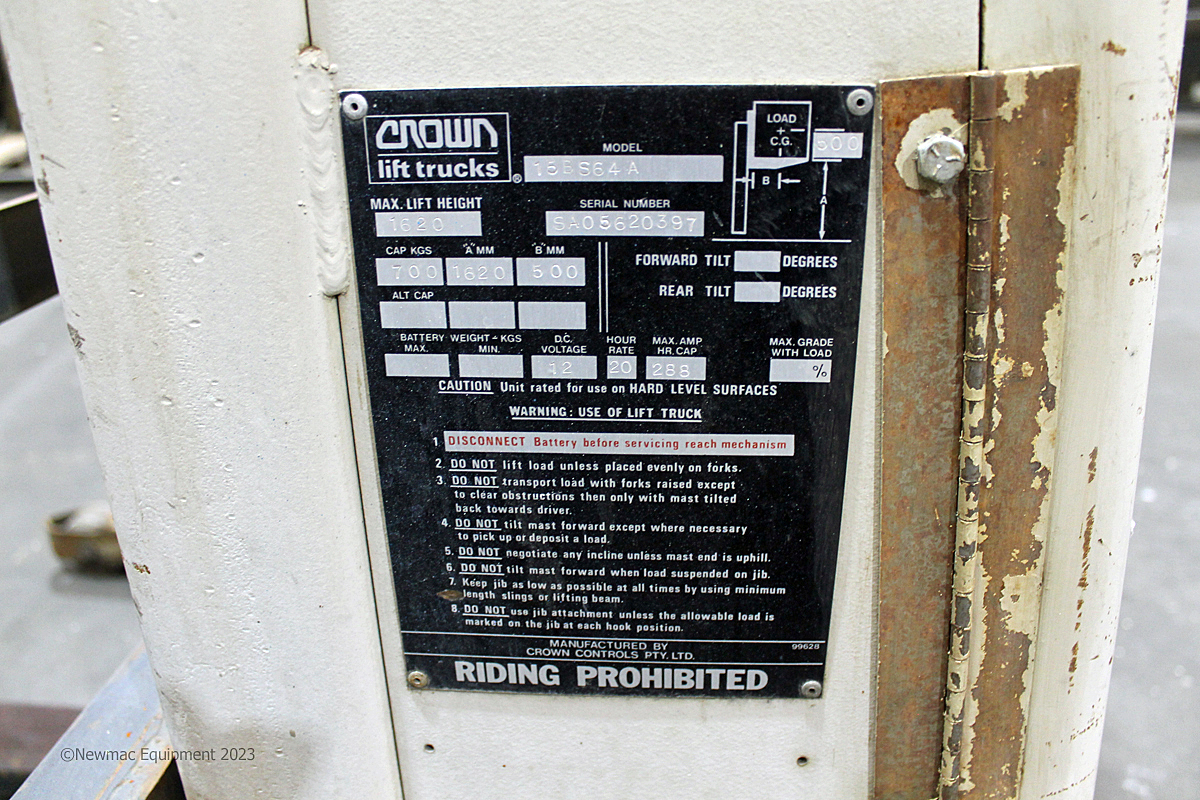 CROWN
lift trucks®
MODEL
15BS64A
LOAD
+
C.G.
500
B
A
MAX. LIFT HEIGHT
1620
SERIAL NUMBER
SA05620397
CAP KGS "A" MM "B" MM
700 1620 500
FORWARD TILT DEGREES
REAR TILT DEGREES
ALT CAP
BATTERY WEIGHT - KGS
MAX. MIN.
D.C. VOLTAGE
12
HOUR RATE
20
MAX. AMP HR. CAP
288
MAX. GRADE
WITH LOAD
%
CAUTION Unit rated for use on HARD LEVEL SURFACES
WARNING: USE OF LIFT TRUCK
1. DISCONNECT Battery before servicing reach mechanism
2. DO NOT lift load unless placed evenly on forks.
3. DO NOT transport load with forks raised except
to clear obstructions then only with mast tilted
back towards driver.
4. DO NOT tilt mast forward except where necessary
to pick up or deposit a load.
5. DO NOT negotiate any incline unless mast end is uphill.
6. DO NOT tilt mast forward when load suspended on jib.
7. Keep jib as low as possible at all times by using minimum
length slings or lifting beam.
8. DO NOT use jib attachment unless the allowable load is
marked on the jib at each hook position.
MANUFACTURED BY
CROWN CONTROLS PTY. LTD.
99628
RIDING PROHIBITED
©Newmac Equipment 2023